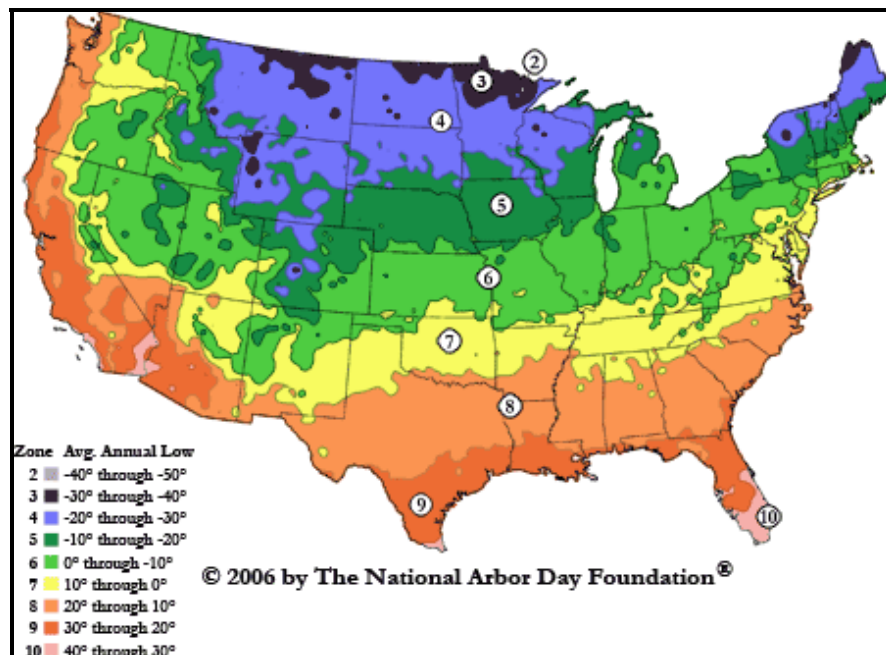 2
3
4
5
6
7
8
9
10
Zone Avg. Annual Low
2 -40° through -50°
3 -30° through -40°
4 -20° through -30°
5 -10° through -20°
6 0° through -10°
7 10° through 0°
8 20° through 10°
9 30° through 20°
10 40° through 30°
© 2006 by The National Arbor Day Foundation®